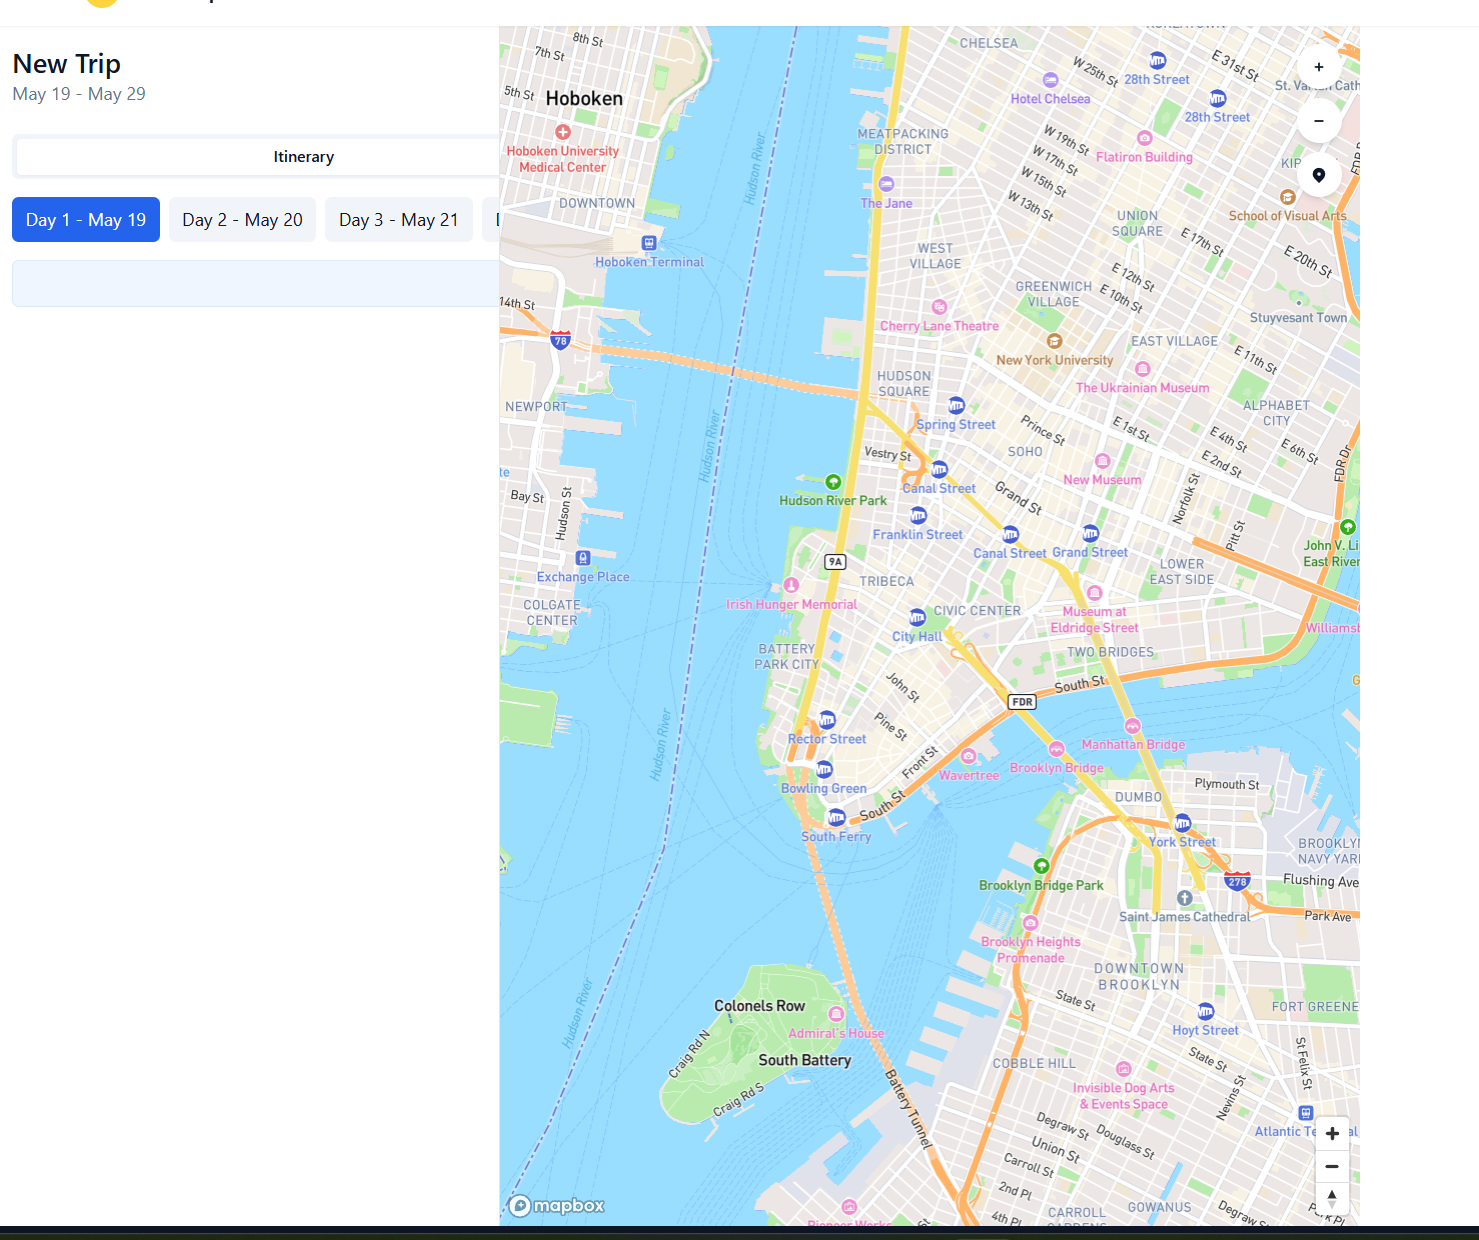 New Trip
May 19 - May 29
Itinerary
Day 1 - May 19
Day 2 - May 20
Day 3 - May 21
8th St
7th St
5th St
Hoboken
Hoboken University
Medical Center
DOWNTOWN
Hoboken Terminal
14th St
78
NEWPORT
Bay St
Hudson St
Exchange Place
COLGATE
CENTER
Hudson River
Hudson River
Hudson River
Hudson River
CHELSEA
W 25th St
28th Street
E 31st St
Hotel Chelsea
28th Street
MEATPACKING
DISTRICT
W 19th St
W 17th St
W 15th St
W 13th St
Flatiron Building
The Jane
School of Visual Arts
UNION
SQUARE
E 17th St
E 20th St
WEST
VILLAGE
GREENWICH
VILLAGE
E 12th St
E 10th St
Stuyvesant Town
Cherry Lane Theatre
New York University
EAST VILLAGE
E 11th St
The Ukrainian Museum
HUDSON
SQUARE
ALPHABET
CITY
Spring Street
Prince St
E 1st St
E 4th St
E 6th St
E 2nd St
FDR Dr
Vestry St
SOHO
Canal Street
New Museum
Grand St
Norfolk St
Pitt St
Hudson River Park
Franklin Street
Canal Street
Grand Street
John V. Li
East River
9A
TRIBECA
LOWER
EAST SIDE
Irish Hunger Memorial
CIVIC CENTER
City Hall
Museum at
Eldridge Street
Williamsb
BATTERY
PARK CITY
TWO BRIDGES
John St
South St
FDR
Pine St
Rector Street
Front St
Manhattan Bridge
Wavertree
Brooklyn Bridge
Bowling Green
South St
South Ferry
DUMBO
Plymouth St
York Street
BROOKLYN
NAVY YARD
278
Flushing Ave
Brooklyn Bridge Park
Saint James Cathedral
Park Ave
Brooklyn Heights
Promenade
DOWNTOWN
BROOKLYN
State St
FORT GREENE
Hoyt Street
Colonels Row
Admiral's House
South Battery
Craig Rd N
Craig Rd S
Battery Tunnel
COBBLE HILL
State St
St Felix St
Invisible Dog Arts
& Events Space
Nevins St
Degraw St
Douglass St
Union St
Carroll St
2nd Pl
4th Pl
Pioneer Works
CARROLL
GARDENS
GOWANUS
Degraw St
Park Pl
mapbox